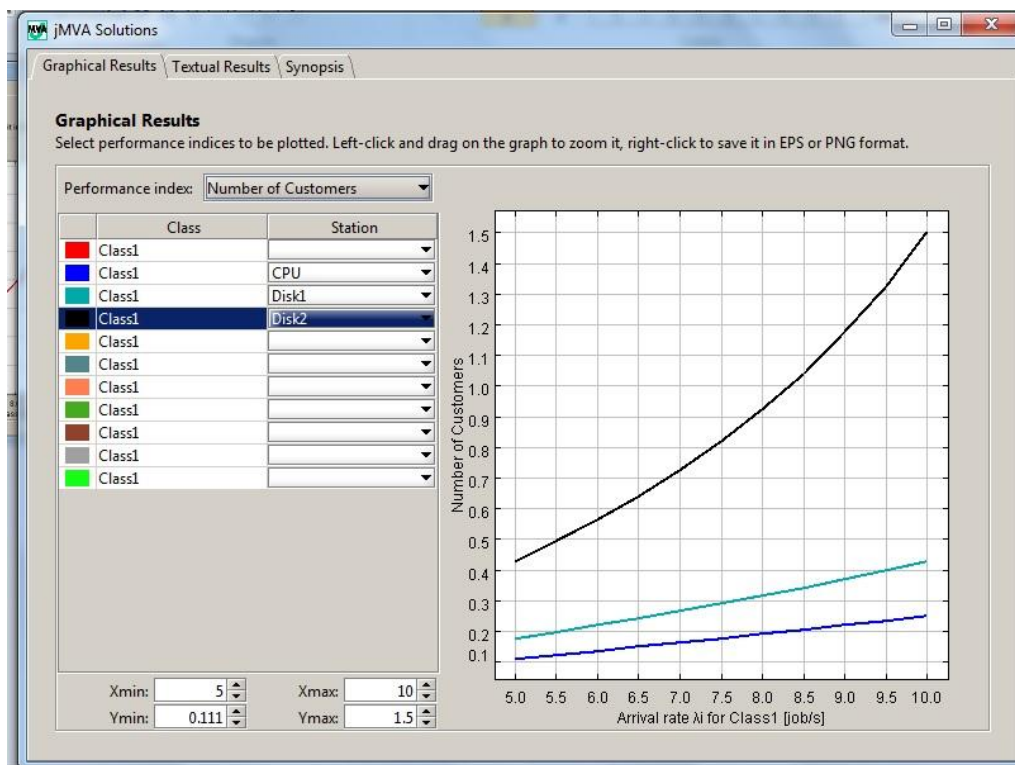 jMVA Solutions
Graphical Results Textual Results Synopsis
Graphical Results
Select performance indices to be plotted. Left-click and drag on the graph to zoom it, right-click to save it in EPS or PNG format.
Performance index: Number of Customers
Class Station
Class1
Class1 CPU
Class1 Disk1
Class1 Disk2
Class1
Class1
Class1
Class1
Class1
Class1
Class1
Xmin: 5 Xmax: 10
Ymin: 0.111 Ymax: 1.5
Number of Customers
1.5
1.4
1.3
1.2
1.1
1.0
0.9
0.8
0.7
0.6
0.5
0.4
0.3
0.2
0.1
5.0 5.5 6.0 6.5 7.0 7.5 8.0 8.5 9.0 9.5 10.0
Arrival rate λi for Class1 [job/s]